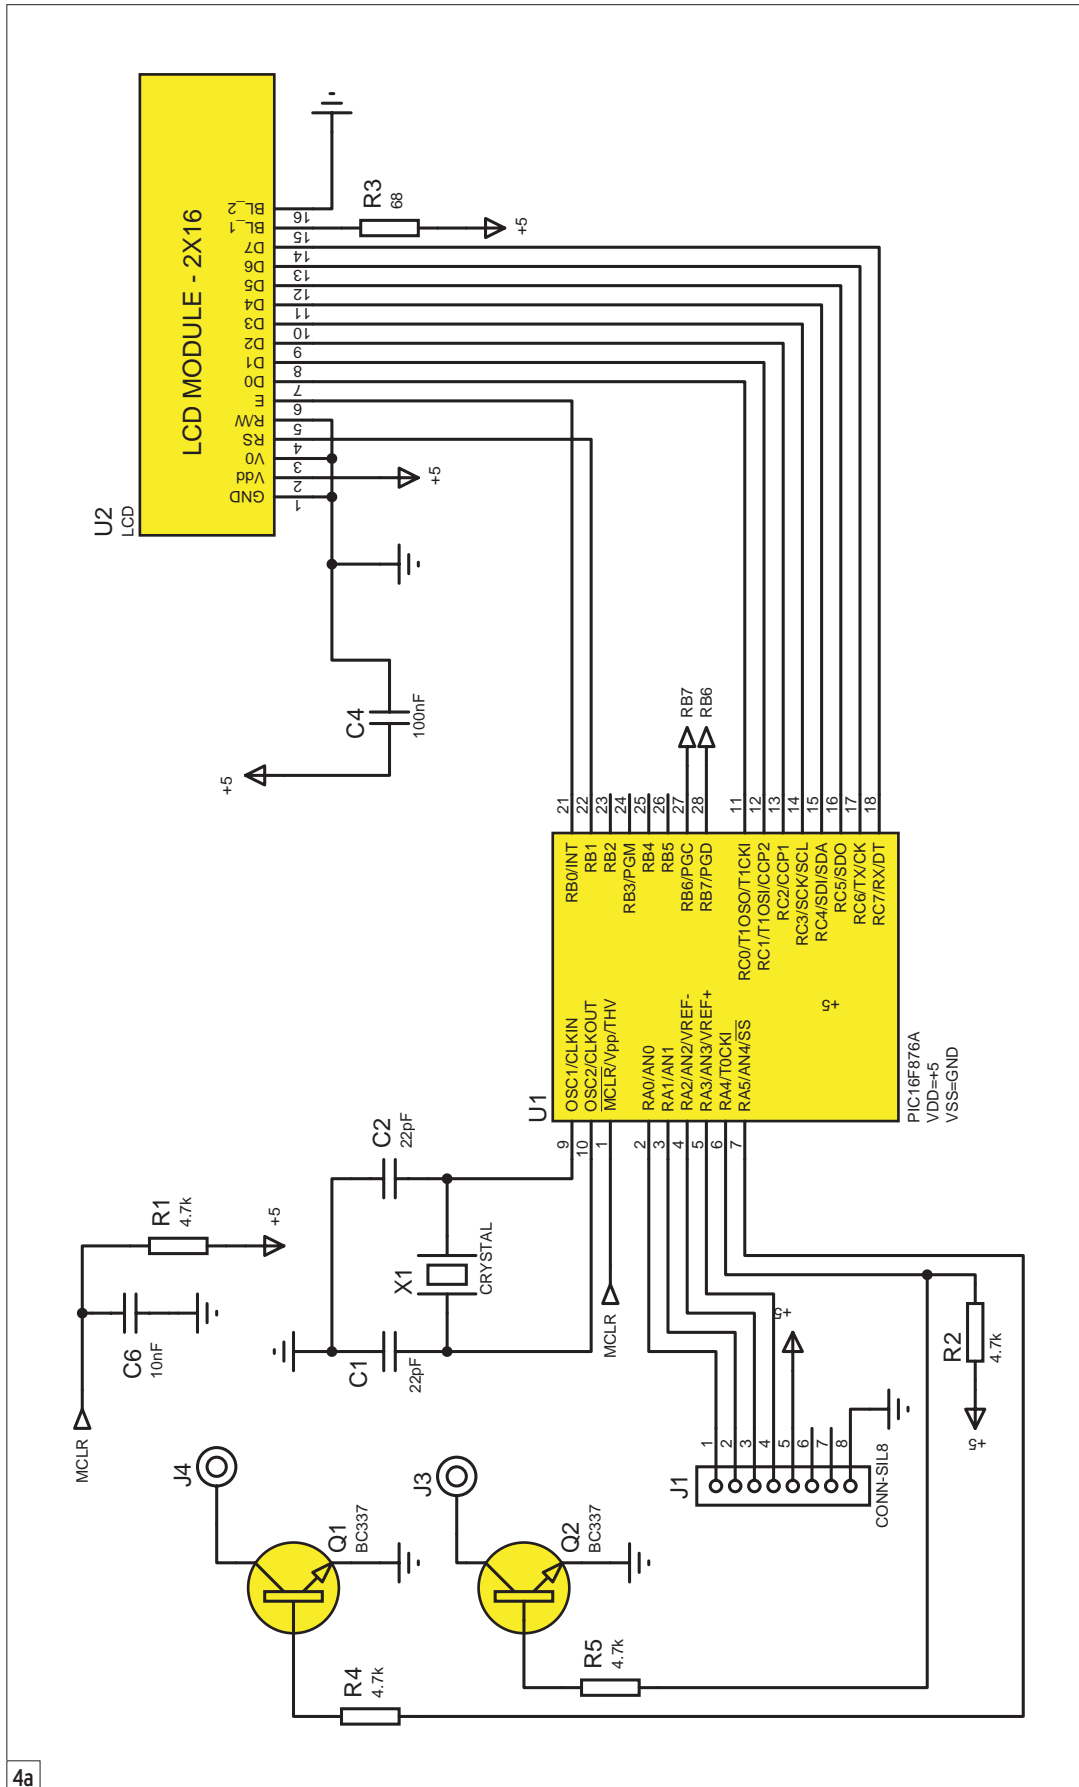 U2
LCD
LCD MODULE - 2X16
GND
Vdd
V0
RS
R/W
E
D0
D1
D2
D3
D4
D5
D6
D7
BL_1
BL_2
1
2
3
4
5
6
7
8
9
10
11
12
13
14
15
16
R3
68
+5
+5
C4
100nF
+5
RB7
RB6
21
22
23
24
25
26
27
28
11
12
13
14
15
16
17
18
RB0/INT
RB1
RB2
RB3/PGM
RB4
RB5
RB6/PGC
RB7/PGD
RC0/T1OSO/T1CKI
RC1/T1OSI/CCP2
RC2/CCP1
RC3/SCK/SCL
RC4/SDI/SDA
RC5/SDO
RC6/TX/CK
RC7/RX/DT
+5
U1
OSC1/CLKIN
OSC2/CLKOUT
MCLR/Vpp/THV
RA0/AN0
RA1/AN1
RA2/AN2/VREF-
RA3/AN3/VREF+
RA4/T0CKI
RA5/AN4/SS
PIC16F876A
VDD=+5
VSS=GND
9
10
1
2
3
4
5
6
7
C2
22pF
R1
4.7k
+5
X1
CRYSTAL
C1
22pF
C6
10nF
MCLR
MCLR
R2
4.7k
+5
+5
J1
CONN-SIL8
1
2
3
4
5
6
7
8
J4
J3
Q1
BC337
Q2
BC337
R4
4.7k
R5
4.7k
4a